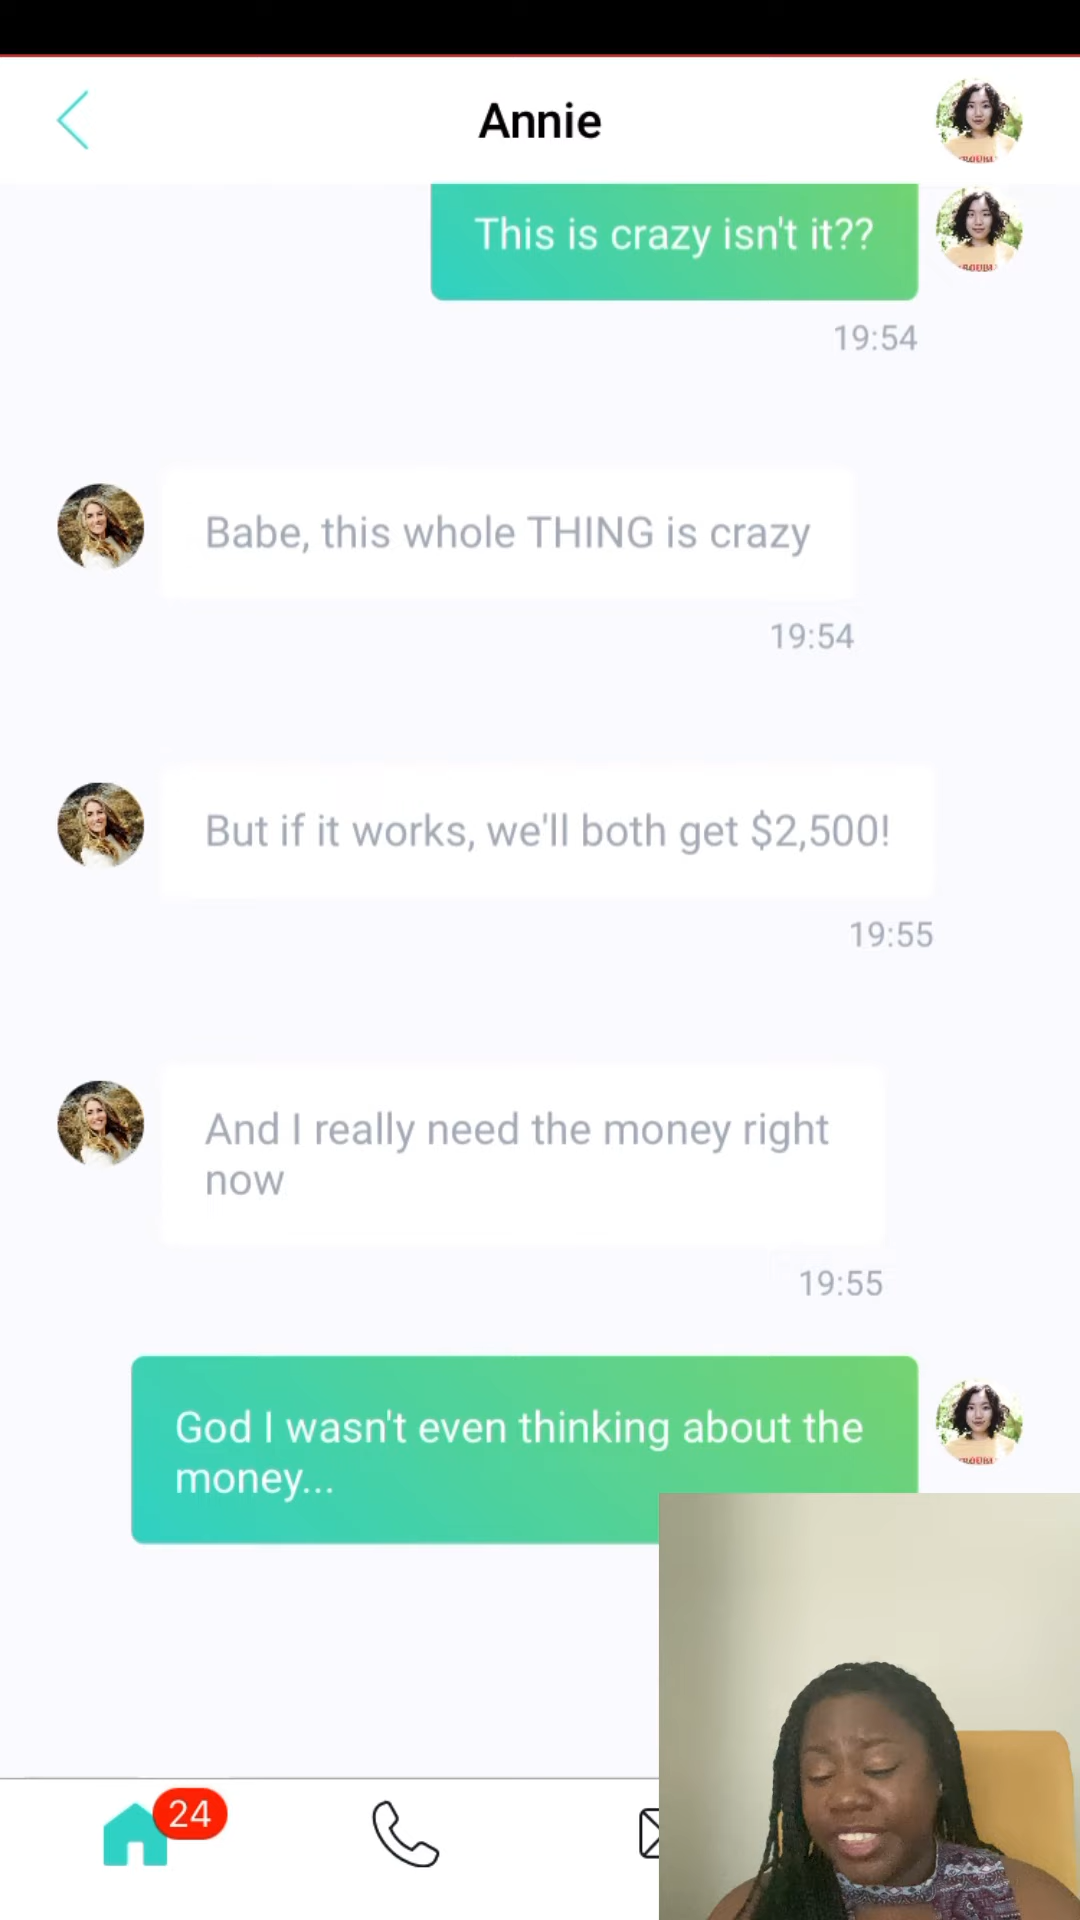 Annie
This is crazy isn't it??
19:54
Babe, this whole THING is crazy
19:54
But if it works, we'll both get $2,500!
19:55
And I really need the money right
now
19:55
God I wasn't even thinking about the
money...
24